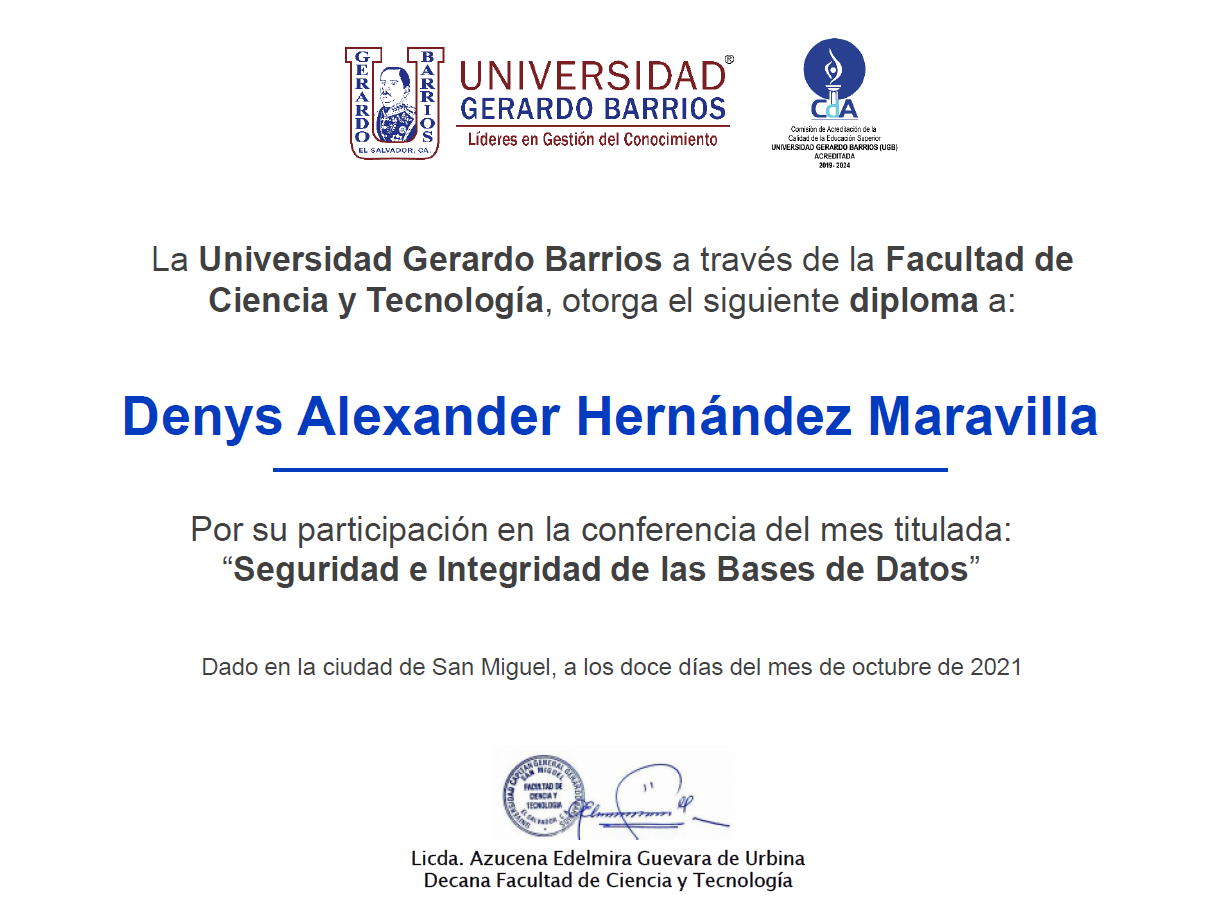 GERARDO
BARRIOS
EL SALVADOR, CA.
UNIVERSIDAD®
GERARDO BARRIOS
Líderes en Gestión del Conocimiento
CdA
Comisión de Acreditación de la
Calidad de la Educación Superior
UNIVERSIDAD GERARDO BARRIOS (UGB)
ACREDITADA
2019- 2024
La Universidad Gerardo Barrios a través de la Facultad de
Ciencia y Tecnología, otorga el siguiente diploma a:
Denys Alexander Hernández Maravilla
Por su participación en la conferencia del mes titulada:
“Seguridad e Integridad de las Bases de Datos”
Dado en la ciudad de San Miguel, a los doce días del mes de octubre de 2021
UNIVERSIDAD CAPITAN GENERAL GERARDO BARRIOS
SAN MIGUEL
FACULTAD DE
CIENCIA Y
TECNOLOGIA
EL SALVADOR, C.A.
Licda. Azucena Edelmira Guevara de Urbina
Decana Facultad de Ciencia y Tecnología